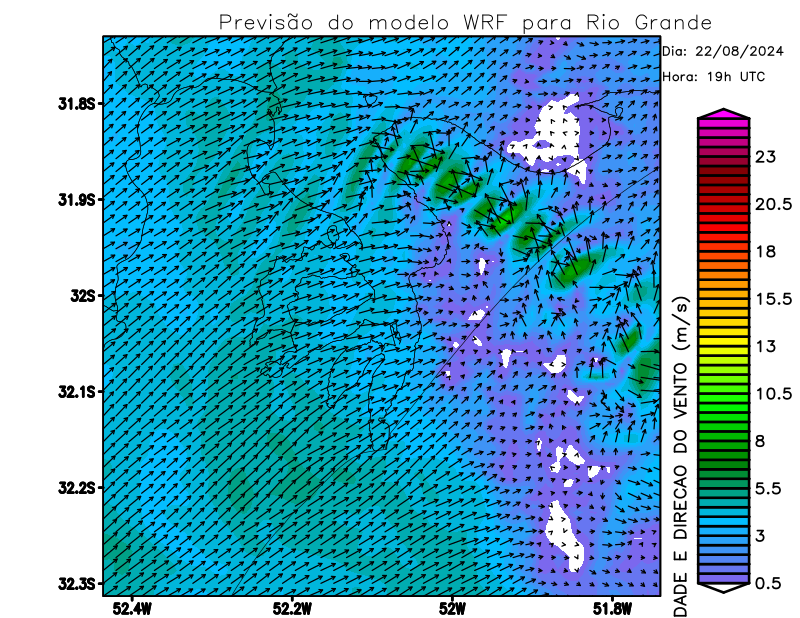 Previsão do modelo WRF para Rio Grande
Dia: 22/08/2024
Hora: 19h UTC
31.8S
31.9S
32S
32.1S
32.2S
32.3S
52.4W
52.2W
52W
51.8W
23
20.5
18
15.5
13
10.5
8
5.5
3
0.5
DADE E DIRECAO DO VENTO (m/s)